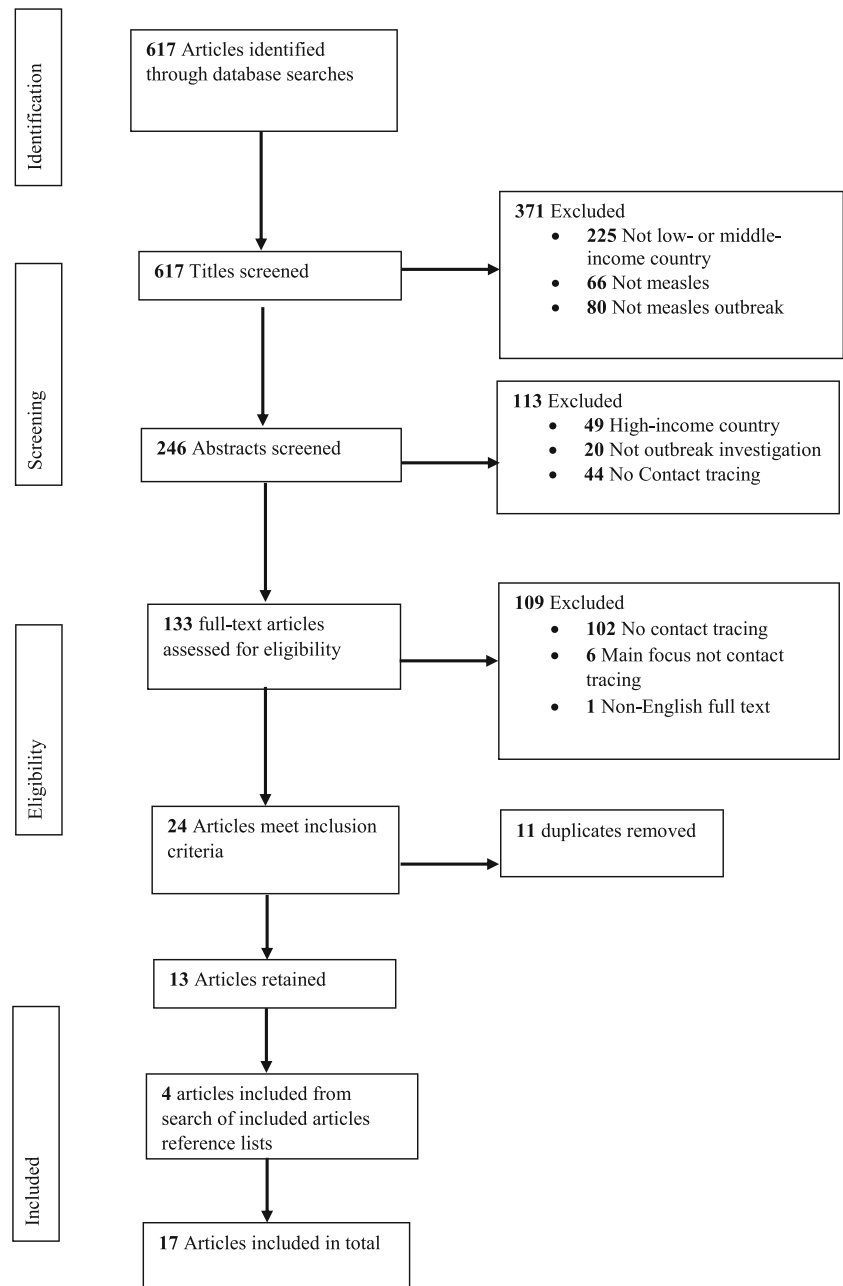 Identification
617 Articles identified
through database searches
371 Excluded
• 225 Not low- or middle-
income country
• 66 Not measles
• 80 Not measles outbreak
Screening
617 Titles screened
113 Excluded
• 49 High-income country
• 20 Not outbreak investigation
• 44 No Contact tracing
246 Abstracts screened
Eligibility
133 full-text articles
assessed for eligibility
109 Excluded
• 102 No contact tracing
• 6 Main focus not contact
tracing
• 1 Non-English full text
24 Articles meet inclusion
criteria
11 duplicates removed
13 Articles retained
Included
4 articles included from
search of included articles
reference lists
17 Articles included in total